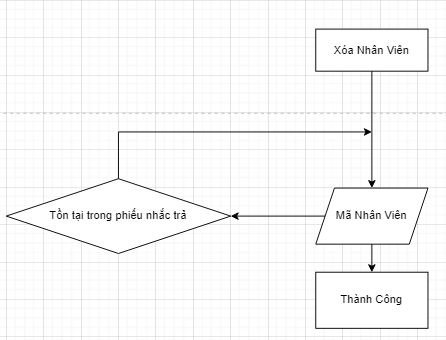 Xóa Nhân Viên
Tồn tại trong phiếu nhắc trả
Mã Nhân Viên
Thành Công